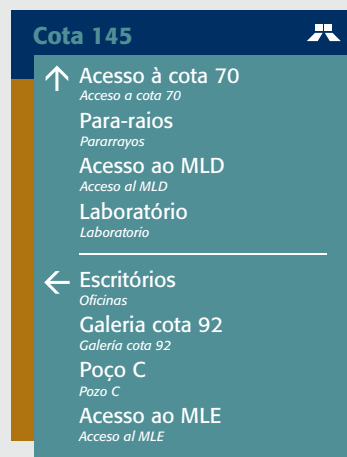 Cota 145
Acesso à cota 70
Acceso a cota 70
Para-raios
Pararrayos
Acesso ao MLD
Acceso al MLD
Laboratório
Laboratorio
Escritórios
Oficinas
Galeria cota 92
Galería cota 92
Poço C
Pozo C
Acesso ao MLE
Acceso al MLE